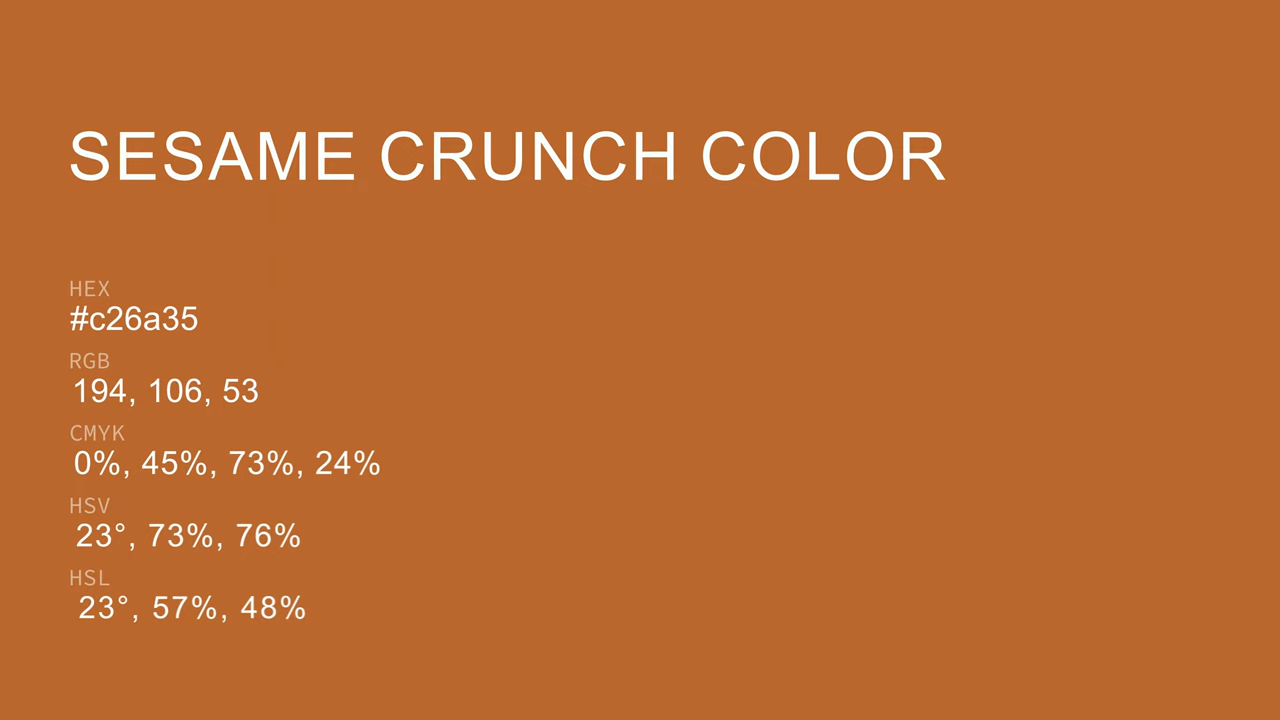 SESAME CRUNCH COLOR
HEX
#c26a35
RGB
194, 106, 53
CMYK
0%, 45%, 73%, 24%
HSV
23°, 73%, 76%
HSL
23°, 57%, 48%